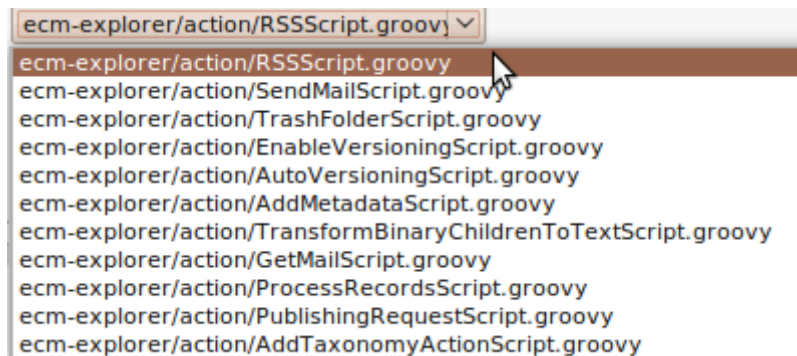 ecm-explorer/action/RSSScript.groovy
ecm-explorer/action/RSSScript.groovy
ecm-explorer/action/SendMailScript.groovy
ecm-explorer/action/TrashFolderScript.groovy
ecm-explorer/action/EnableVersioningScript.groovy
ecm-explorer/action/AutoVersioningScript.groovy
ecm-explorer/action/AddMetadataScript.groovy
ecm-explorer/action/TransformBinaryChildrenToTextScript.groovy
ecm-explorer/action/GetMailScript.groovy
ecm-explorer/action/ProcessRecordsScript.groovy
ecm-explorer/action/PublishingRequestScript.groovy
ecm-explorer/action/AddTaxonomyActionScript.groovy